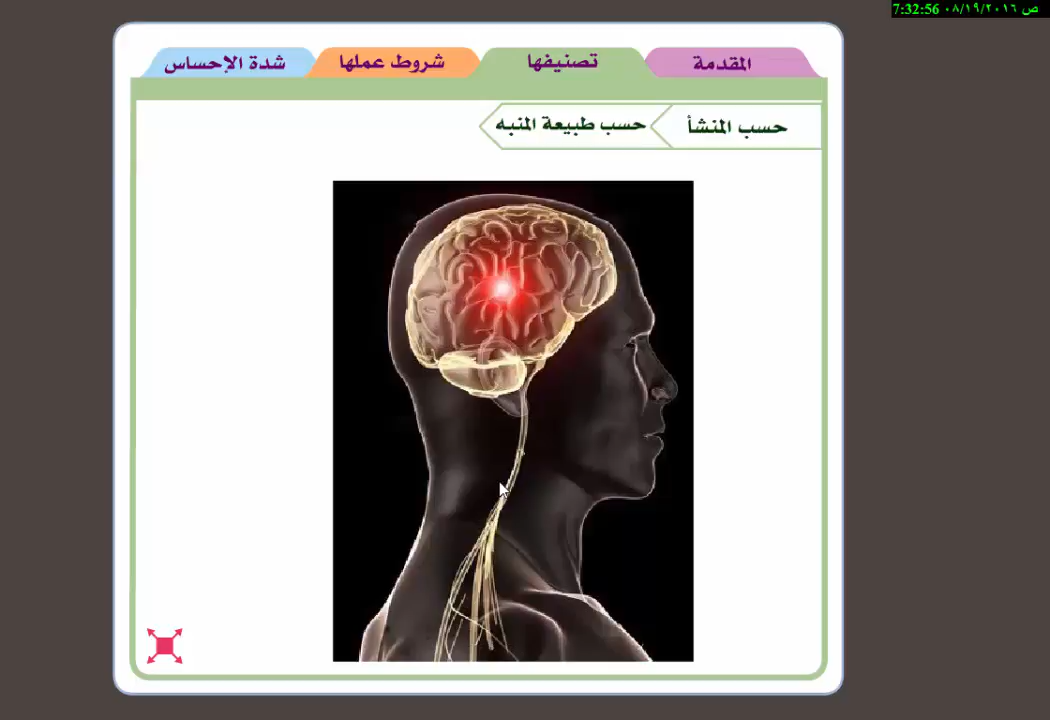 7:32:56 ص ٠٨/١٩/٢٠١٦
المقدمة
تصنيفها
شروط عملها
شدة الإحساس
حسب المنشأ
حسب طبيعة المنبه